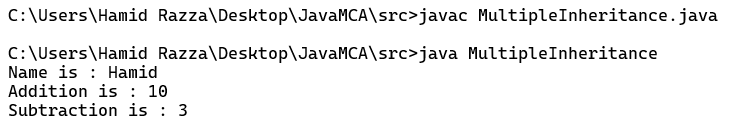 C:\Users\Hamid Razza\Desktop\JavaMCA\src>javac MultipleInheritance.java
C:\Users\Hamid Razza\Desktop\JavaMCA\src>java MultipleInheritance
Name is : Hamid
Addition is : 10
Subtraction is : 3